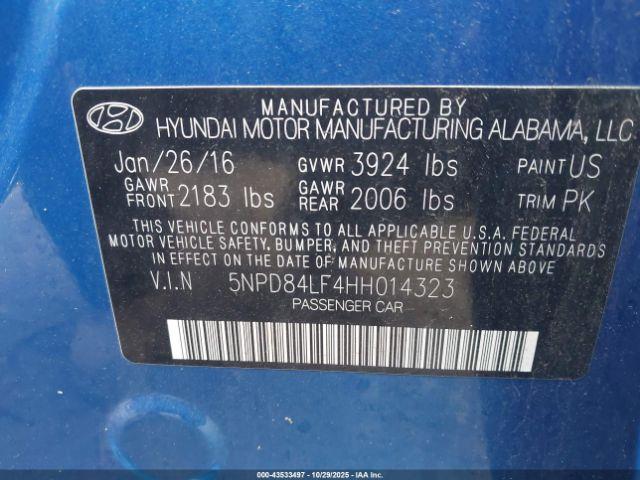 MANUFACTURED BY
HYUNDAI MOTOR MANUFACTURING ALABAMA, LLC.
Jan/26/16 GVWR 3924 lbs PAINT US
GAWR FRONT 2183 lbs GAWR REAR 2006 lbs TRIM PK
THIS VEHICLE CONFORMS TO ALL APPLICABLE U.S.A. FEDERAL
MOTOR VEHICLE SAFETY, BUMPER, AND THEFT PREVENTION STANDARDS
IN EFFECT ON THE DATE OF MANUFACTURE SHOWN ABOVE.
V.I.N 5NPD84LF4HH014323
PASSENGER CAR
000-43533497 - 10/29/2025 - IAAI.COM